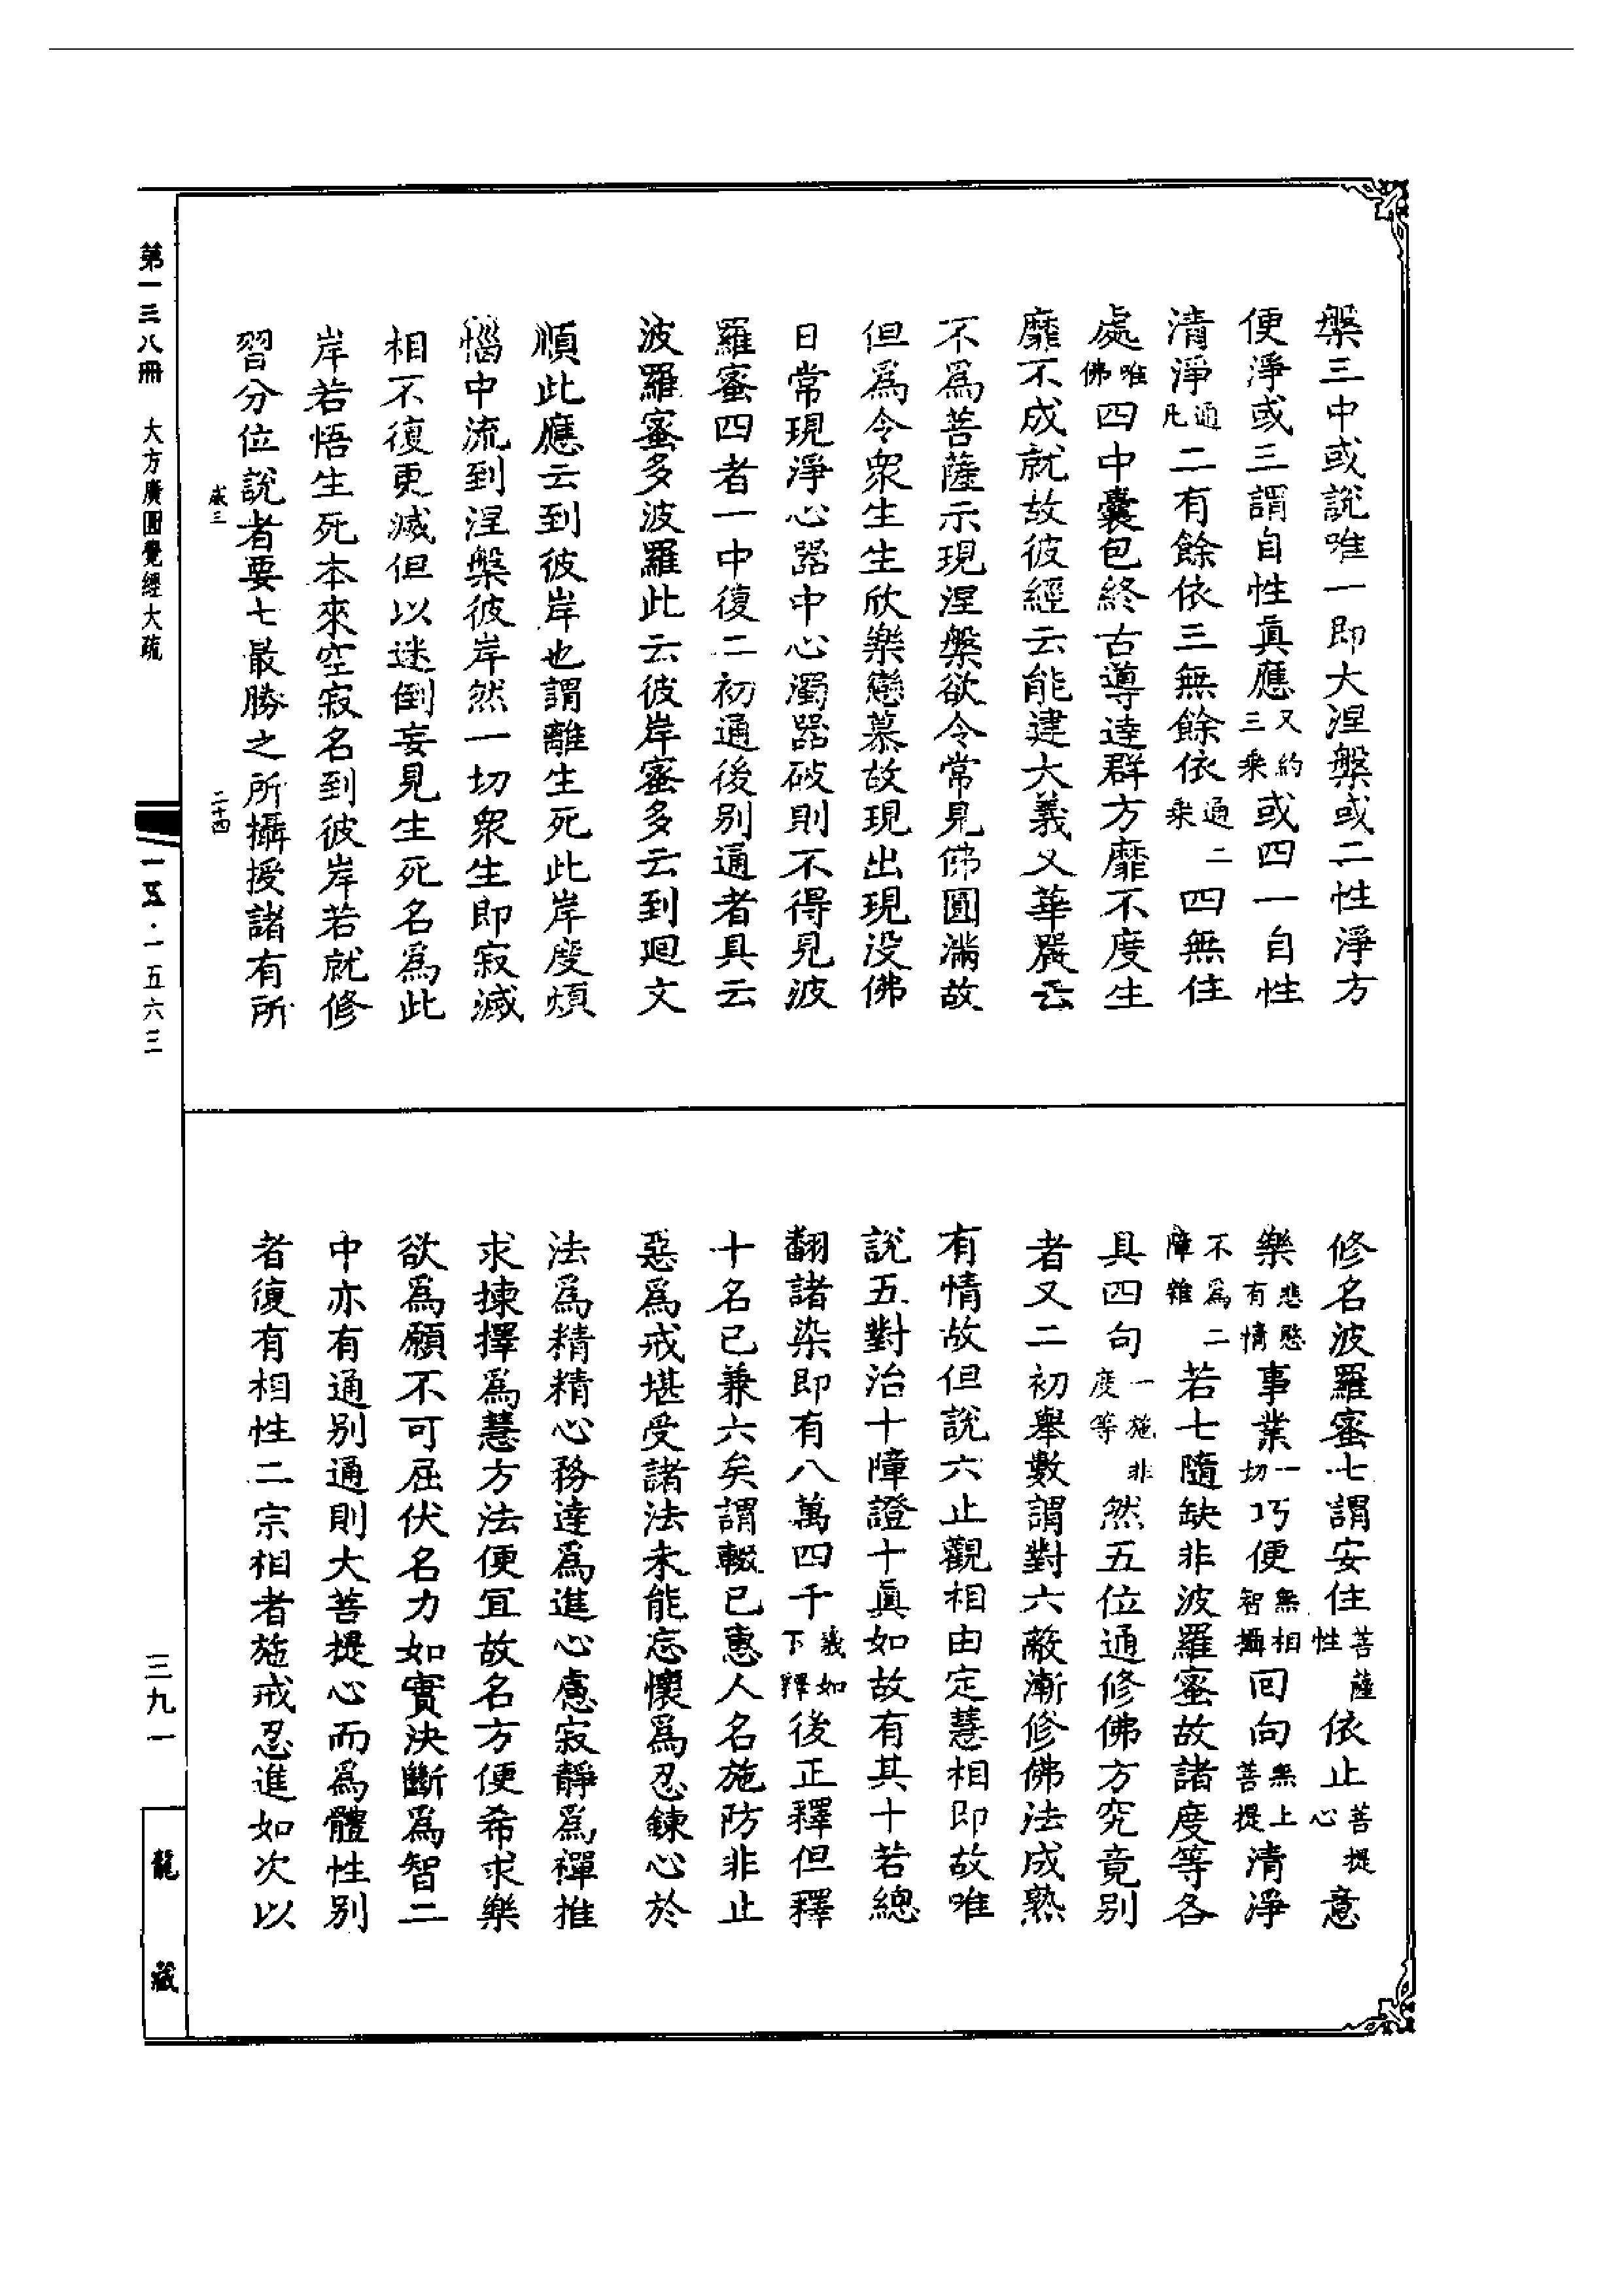 槃三中或說唯一即大涅槃或二性淨方
便淨或三謂自性眞應又約三乘或四一自性
清淨通凡二有餘依三無餘依通二乘四無住
處唯佛四中囊包終古導達群方靡不度生
靡不成就故彼經云能建大義又華嚴云
不爲菩薩示現涅槃欲令常見佛圓滿故
但爲令衆生生欣樂戀慕故現出現没佛
日常現淨心器中心濁器破則不得見波
羅蜜四者一中復二初通後別通者具云
波羅蜜多波羅此云彼岸蜜多云到迴文
順此應云到彼岸也謂離生死此岸度煩
惱中流到涅槃彼岸然一切衆生即寂滅
相不復更滅但以迷倒妄見生死名爲此
岸若悟生死本來空寂名到彼岸若就修
習分位說者要七最勝之所攝授諸有所
修名波羅蜜七謂安住菩薩性依止菩提心意
樂悲愍有情事業一切巧便無相智攝回向無上菩提清淨
不爲二障雜若七隨缺非波羅蜜故諸度等各
具四句一施非度等然五位通修佛方究竟別
者又二初舉數謂對六蔽漸修佛法成熟
有情故但說六止觀相由定慧相即故唯
說五對治十障證十眞如故有其十若總
翻諸染即有八萬四千義如下釋後正釋但釋
十名已兼六矣謂輟已惠人名施防非止
惡爲戒堪受諸法未能忘懷爲忍鍊心於
法爲精精心務達爲進心慮寂靜爲禪推
求揀擇爲慧方法便宜故名方便希求樂
欲爲願不可屈伏名力如實決斷爲智二
中亦有通別通則大菩提心而爲體性別
者復有相性二宗相者施戒忍進如次以
第一三八冊 大方廣圓覺經大疏
歲三 二十四
一五·一五六三
三九一
龍藏